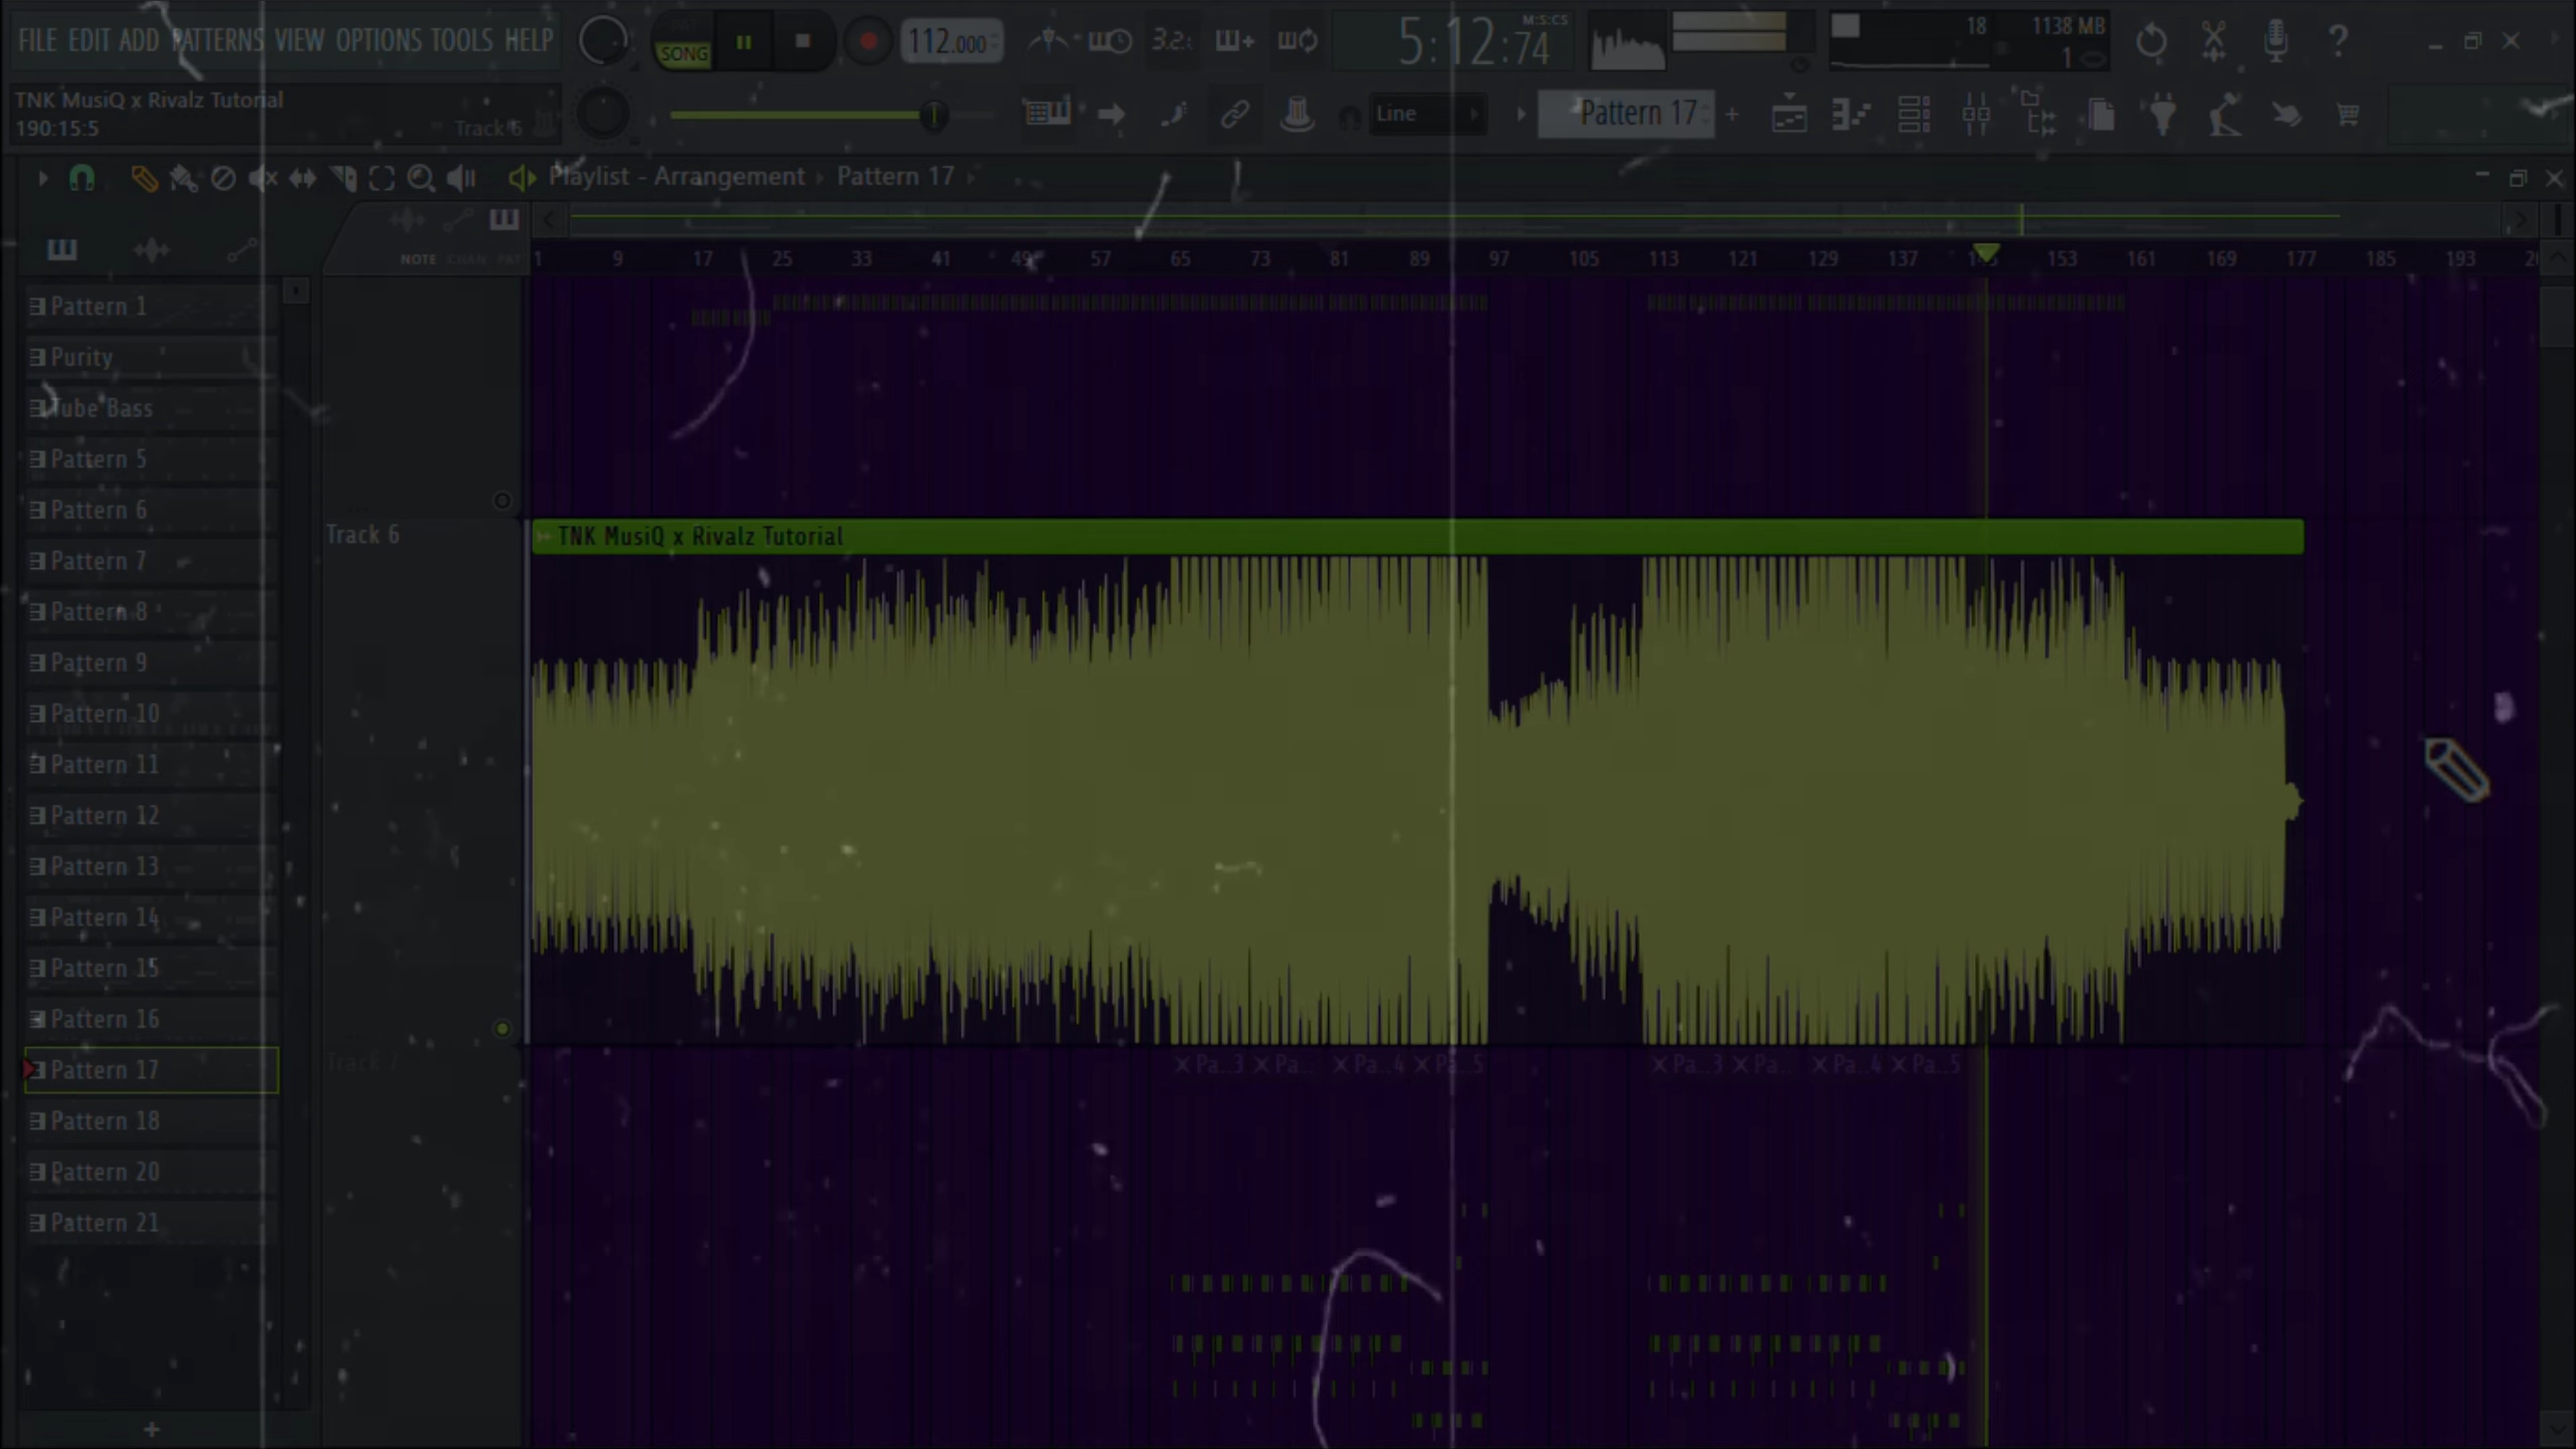 FILE EDIT ADD PATTERNS VIEW OPTIONS TOOLS HELP
SONG
112.000
3.2
5:12:74
M:S:CS
18
1138 MB
1
TNK MusiQ x Rivalz Tutorial
190:15:5
Track 6
Line
Pattern 17
Playlist - Arrangement Pattern 17
NOTE CHAN PAT
1 9 17 25 33 41 49 57 65 73 81 89 97 105 113 121 129 137 145 153 161 169 177 185 193
Pattern 1
Purity
Tube Bass
Pattern 5
Pattern 6
Pattern 7
Pattern 8
Pattern 9
Pattern 10
Pattern 11
Pattern 12
Pattern 13
Pattern 14
Pattern 15
Pattern 16
Pattern 17
Pattern 18
Pattern 20
Pattern 21
Track 6
TNK MusiQ x Rivalz Tutorial
Track 7
Pa..3 Pa.. Pa..4 Pa..5 Pa..3 Pa.. Pa..4 Pa..5